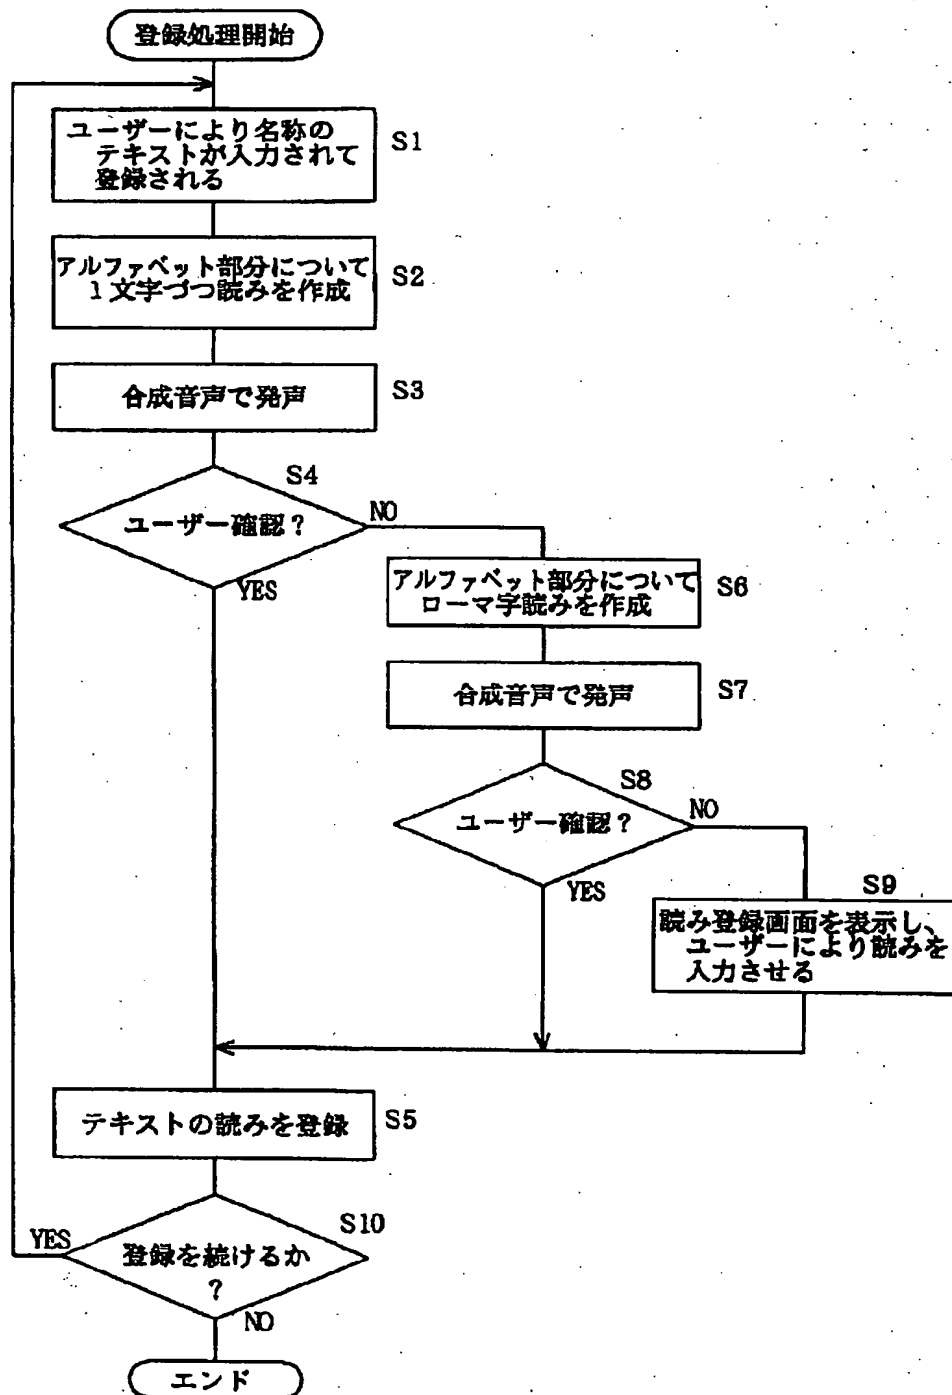 登録処理開始
ユーザーにより名称の
テキストが入力されて
登録される
S1
アルファベット部分について
1文字づつ読みを作成
S2
合成音声で発声
S3
S4
ユーザー確認?
NO
YES
アルファベット部分について
ローマ字読みを作成
S6
合成音声で発声
S7
S8
ユーザー確認?
NO
YES
S9
読み登録画面を表示し、
ユーザーにより読みを
入力させる
テキストの読みを登録
S5
S10
YES
登録を続けるか
?
NO
エンド